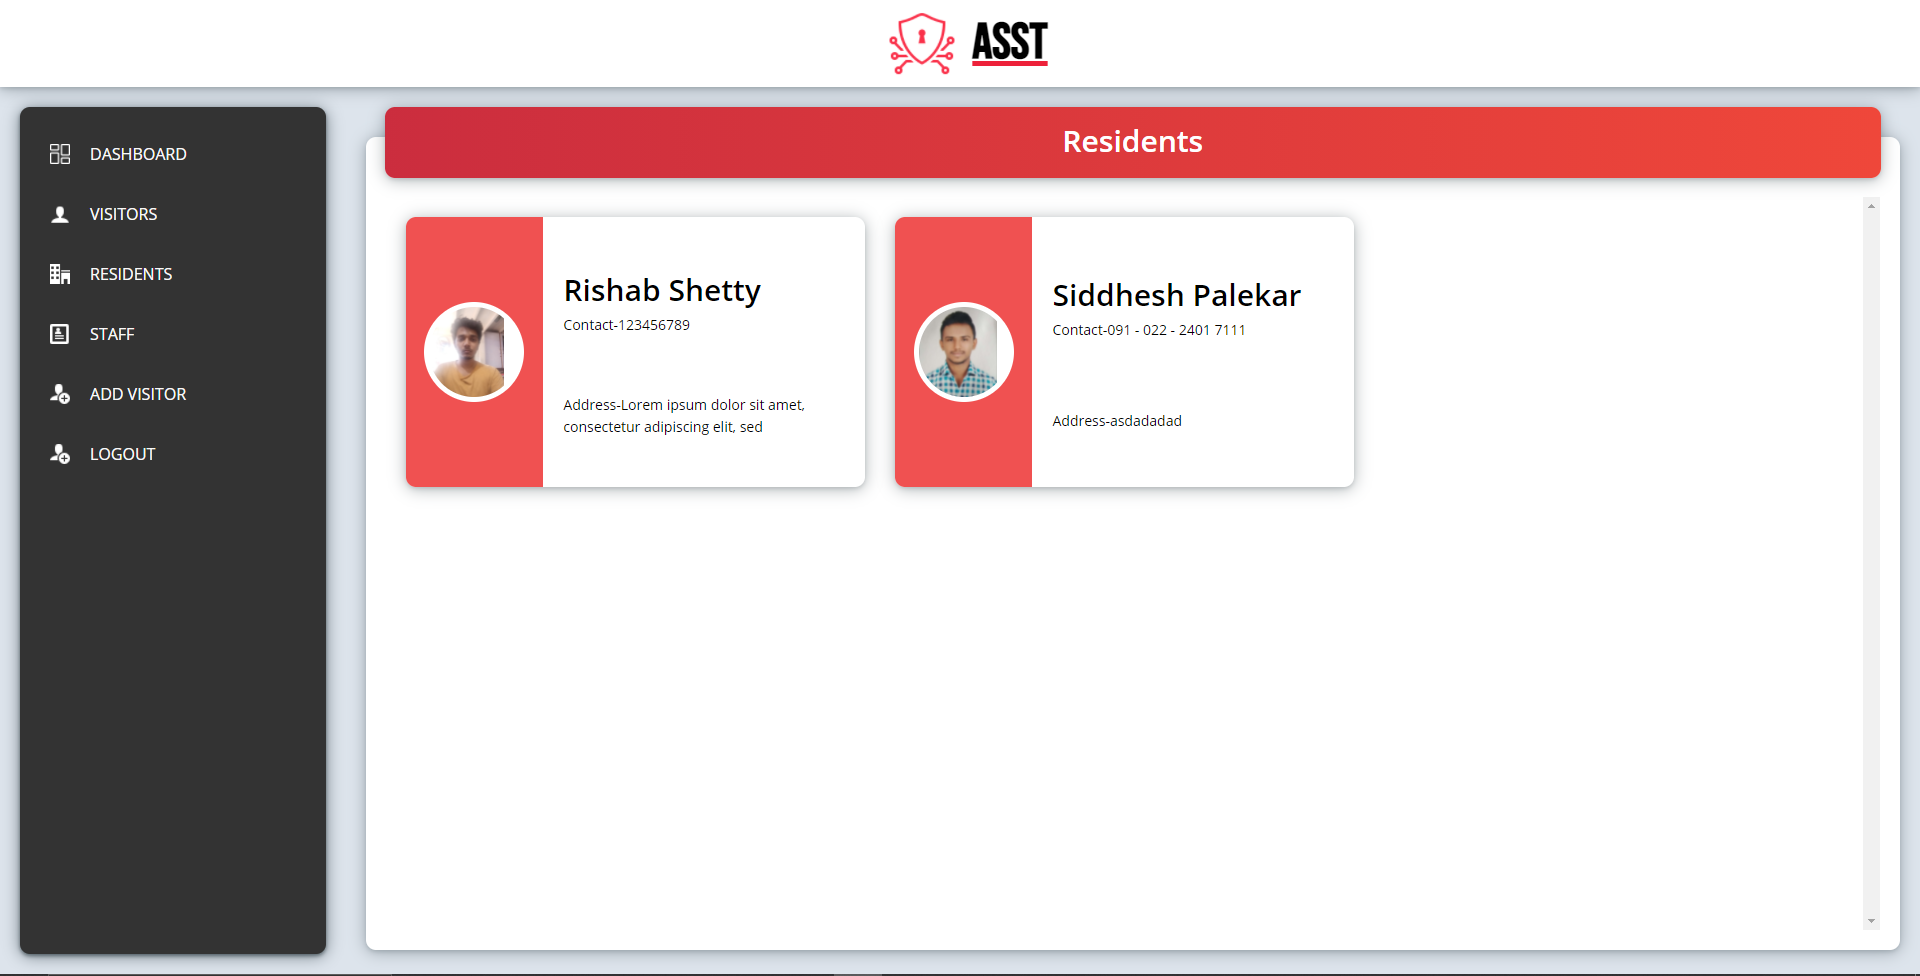 ASST
DASHBOARD
VISITORS
RESIDENTS
STAFF
ADD VISITOR
LOGOUT
Residents
Rishab Shetty
Contact-123456789
Address-Lorem ipsum dolor sit amet,
consectetur adipiscing elit, sed
Siddhesh Palekar
Contact-091 - 022 - 2401 7111
Address-asdadadad